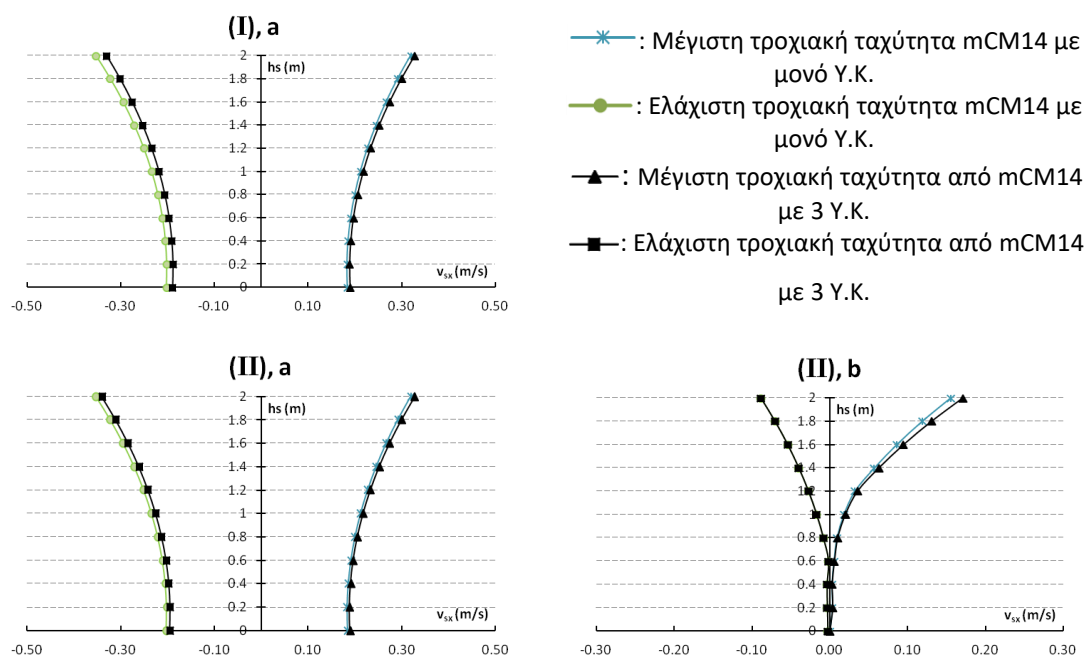 (I), a
hs (m)
2
1.8
1.6
1.4
1.2
1
0.8
0.6
0.4
0.2
0
v_sx (m/s)
-0.50 -0.30 -0.10 0.10 0.30 0.50
: Μέγιστη τροχιακή ταχύτητα mCM14 με
μονό Υ.Κ.
: Ελάχιστη τροχιακή ταχύτητα mCM14 με
μονό Υ.Κ.
: Μέγιστη τροχιακή ταχύτητα από mCM14
με 3 Υ.Κ.
: Ελάχιστη τροχιακή ταχύτητα από mCM14
με 3 Υ.Κ.
(II), a
hs (m)
2
1.8
1.6
1.4
1.2
1
0.8
0.6
0.4
0.2
0
v_sx (m/s)
-0.50 -0.30 -0.10 0.10 0.30 0.50
(II), b
hs (m)
2
1.8
1.6
1.4
1.2
1
0.8
0.6
0.4
0.2
0
v_sx (m/s)
-0.30 -0.20 -0.10 0.00 0.10 0.20 0.30